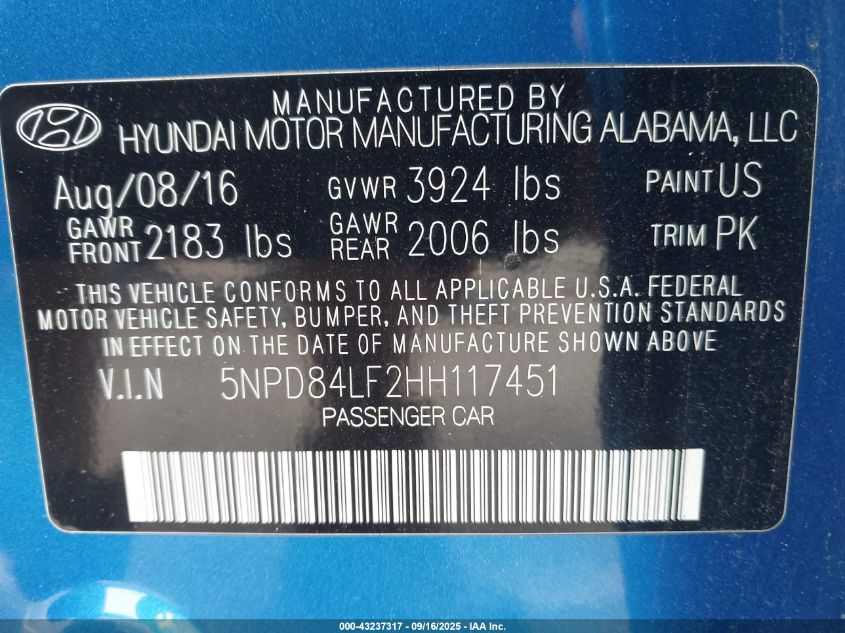 MANUFACTURED BY
HYUNDAI MOTOR MANUFACTURING ALABAMA, LLC
Aug/08/16 GVWR 3924 lbs PAINT US
GAWR FRONT 2183 lbs GAWR REAR 2006 lbs TRIM PK
THIS VEHICLE CONFORMS TO ALL APPLICABLE U.S.A. FEDERAL
MOTOR VEHICLE SAFETY, BUMPER, AND THEFT PREVENTION STANDARDS
IN EFFECT ON THE DATE OF MANUFACTURE SHOWN ABOVE
V.I.N 5NPD84LF2HH117451
PASSENGER CAR
000-43237317 - 09/16/2025 - IAA Inc.